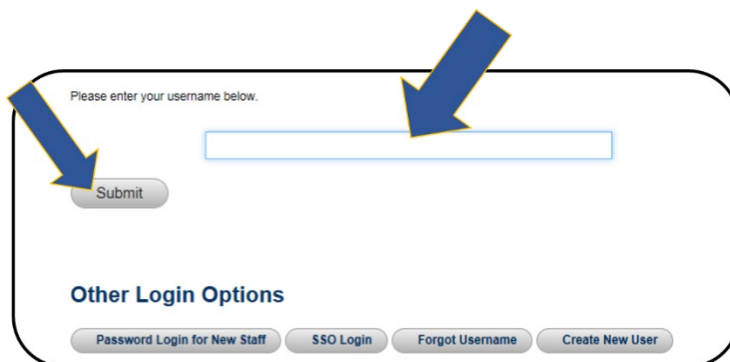 Please enter your username below.
Submit
Other Login Options
Password Login for New Staff SSO Login Forgot Username Create New User